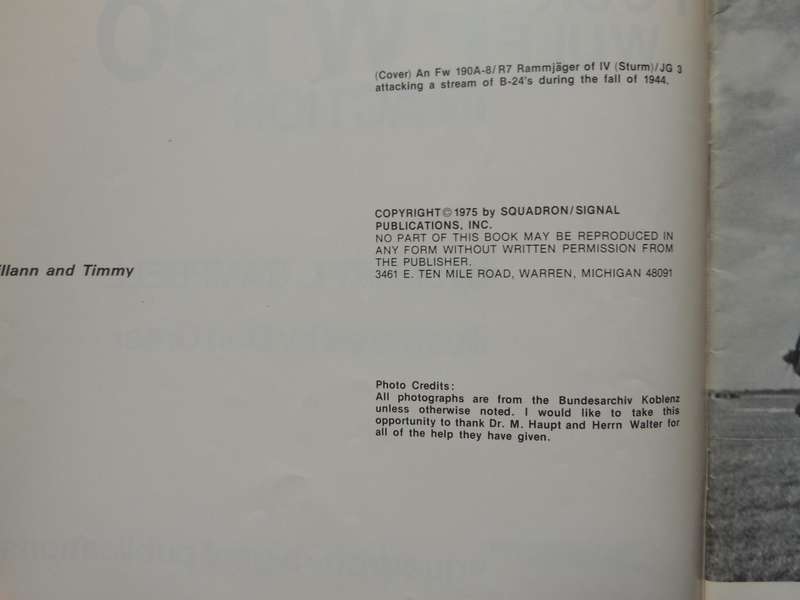 (Cover) An Fw 190A-8/R7 Rammjäger of IV (Sturm)/JG 3
attacking a stream of B-24's during the fall of 1944.
COPYRIGHT©1975 by SQUADRON/SIGNAL
PUBLICATIONS, INC.
NO PART OF THIS BOOK MAY BE REPRODUCED IN
ANY FORM WITHOUT WRITTEN PERMISSION FROM
THE PUBLISHER.
3461 E. TEN MILE ROAD, WARREN, MICHIGAN 48091
and Timmy
Photo Credits:
All photographs are from the Bundesarchiv Koblenz
unless otherwise noted. I would like to take this
opportunity to thank Dr. M. Haupt and Herrn Walter for
all of the help they have given.